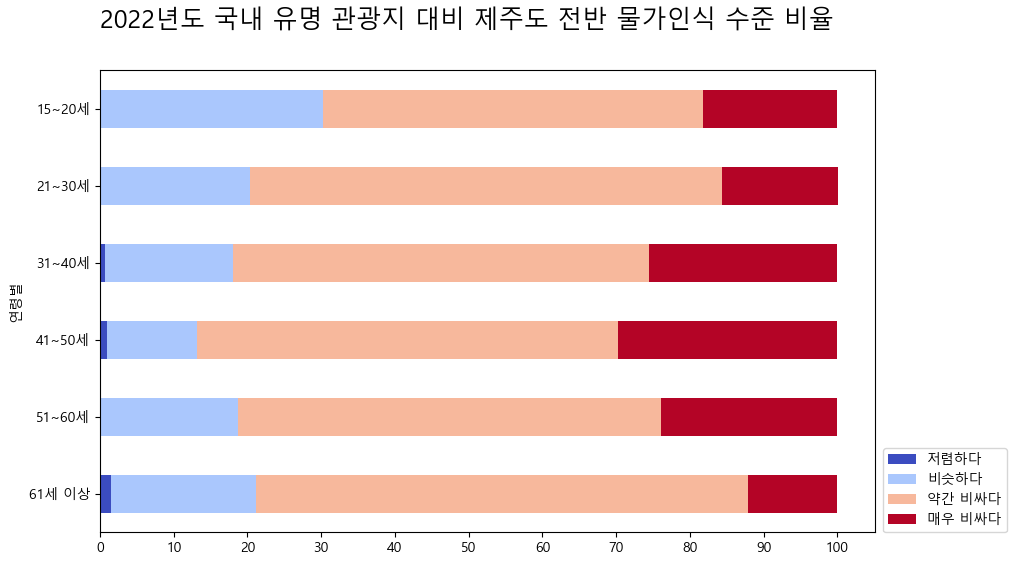 2022년도 국내 유명 관광지 대비 제주도 전반 물가인식 수준 비율
연령별
15~20세
21~30세
31~40세
41~50세
51~60세
61세 이상
0 10 20 30 40 50 60 70 80 90 100
저렴하다
비슷하다
약간 비싸다
매우 비싸다